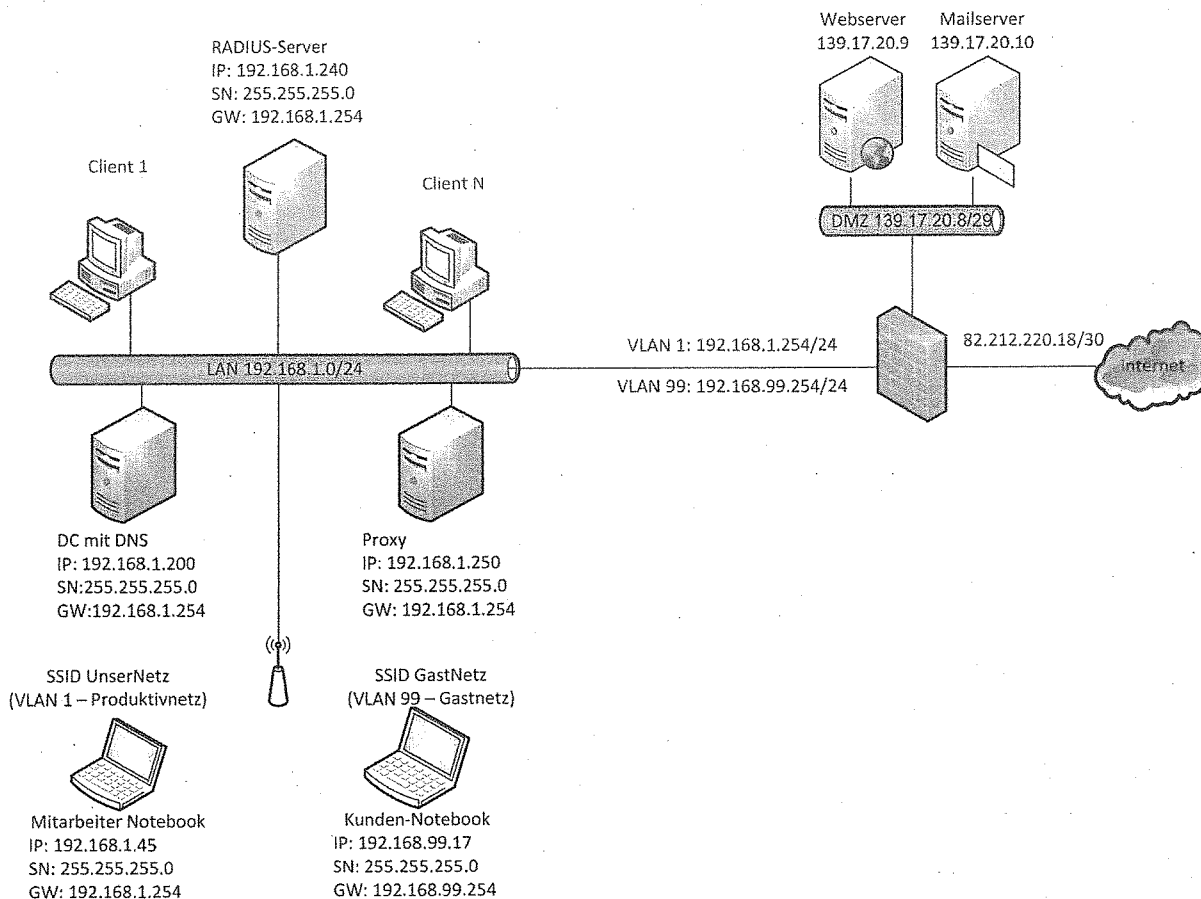 Webserver
139.17.20.9
Mailserver
139.17.20.10
RADIUS-Server
IP: 192.168.1.240
SN: 255.255.255.0
GW: 192.168.1.254
Client 1
Client N
DMZ 139.17.20.8/29
VLAN 1: 192.168.1.254/24
VLAN 99: 192.168.99.254/24
82.212.220.18/30
Internet
LAN 192.168.1.0/24
DC mit DNS
IP: 192.168.1.200
SN:255.255.255.0
GW:192.168.1.254
Proxy
IP: 192.168.1.250
SN: 255.255.255.0
GW: 192.168.1.254
SSID UnserNetz
(VLAN 1 – Produktivnetz)
SSID GastNetz
(VLAN 99 – Gastnetz)
Mitarbeiter Notebook
IP: 192.168.1.45
SN: 255.255.255.0
GW: 192.168.1.254
Kunden-Notebook
IP: 192.168.99.17
SN: 255.255.255.0
GW: 192.168.99.254